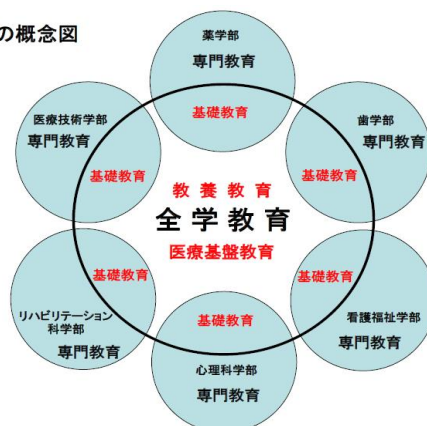 の概念図
薬学部
専門教育
基礎教育
医療技術学部
専門教育
基礎教育
歯学部
専門教育
基礎教育
教養教育
全学教育
医療基盤教育
基礎教育
リハビリテーション
科学部
専門教育
基礎教育
看護福祉学部
専門教育
基礎教育
心理科学部
専門教育